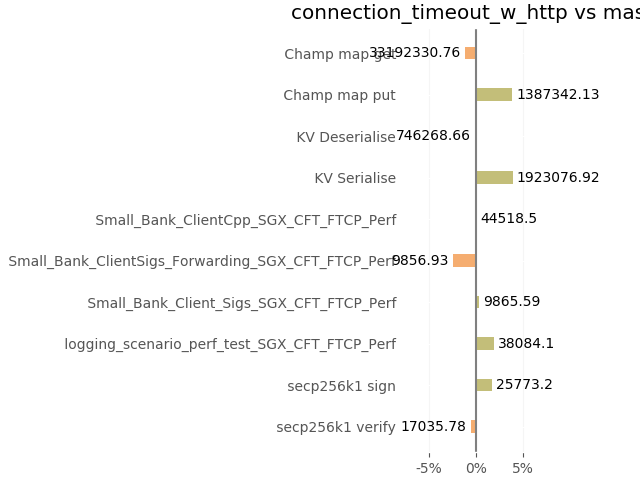 connection_timeout_w_http vs mas
Champ map get 33192330.76
Champ map put 1387342.13
KV Deserialise 746268.66
KV Serialise 1923076.92
Small_Bank_ClientCpp_SGX_CFT_FTCP_Perf 44518.5
Small_Bank_ClientSigs_Forwarding_SGX_CFT_FTCP_Perf 9856.93
Small_Bank_Client_Sigs_SGX_CFT_FTCP_Perf 9865.59
logging_scenario_perf_test_SGX_CFT_FTCP_Perf 38084.1
secp256k1 sign 25773.2
secp256k1 verify 17035.78
-5% 0% 5%